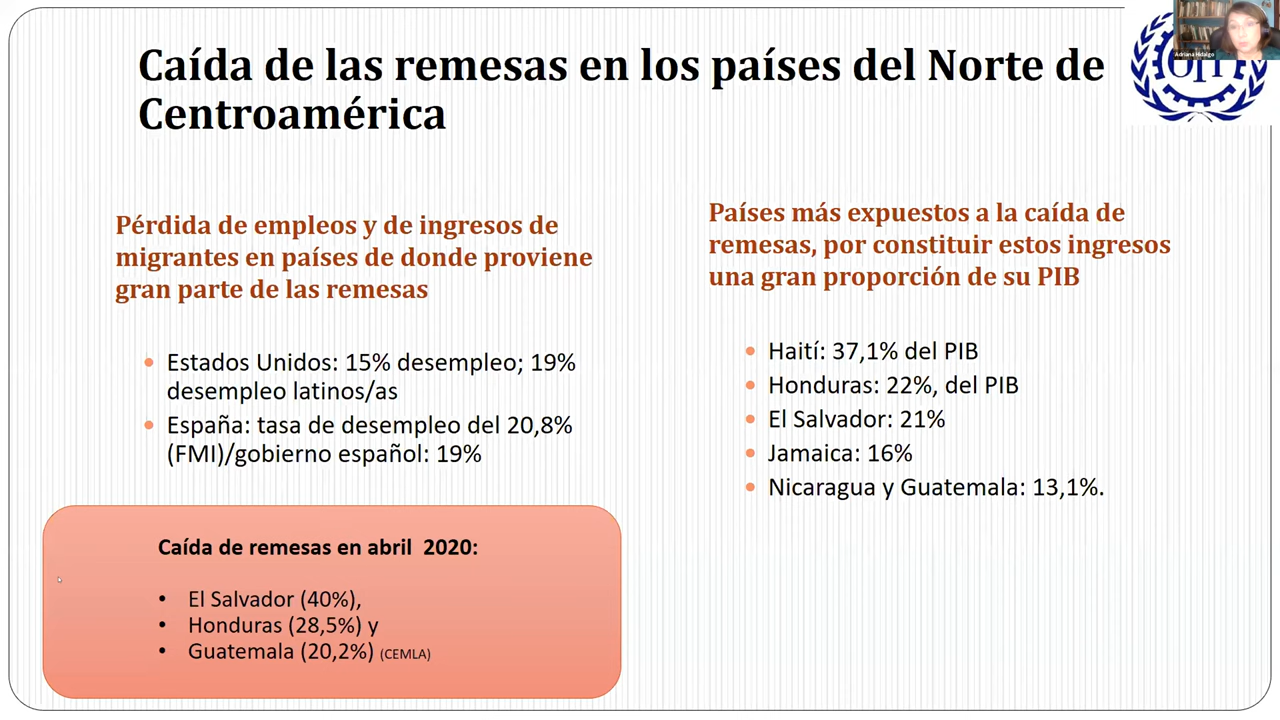 Caída de las remesas en los países del Norte de
Centroamérica
OIT
Adriana Hidalgo
Pérdida de empleos y de ingresos de
migrantes en países de donde proviene
gran parte de las remesas
Estados Unidos: 15% desempleo; 19%
desempleo latinos/as
España: tasa de desempleo del 20,8%
(FMI)/gobierno español: 19%
Caída de remesas en abril 2020:
El Salvador (40%),
Honduras (28,5%) y
Guatemala (20,2%) (CEMLA)
Países más expuestos a la caída de
remesas, por constituir estos ingresos
una gran proporción de su PIB
Haití: 37,1% del PIB
Honduras: 22%, del PIB
El Salvador: 21%
Jamaica: 16%
Nicaragua y Guatemala: 13,1%.